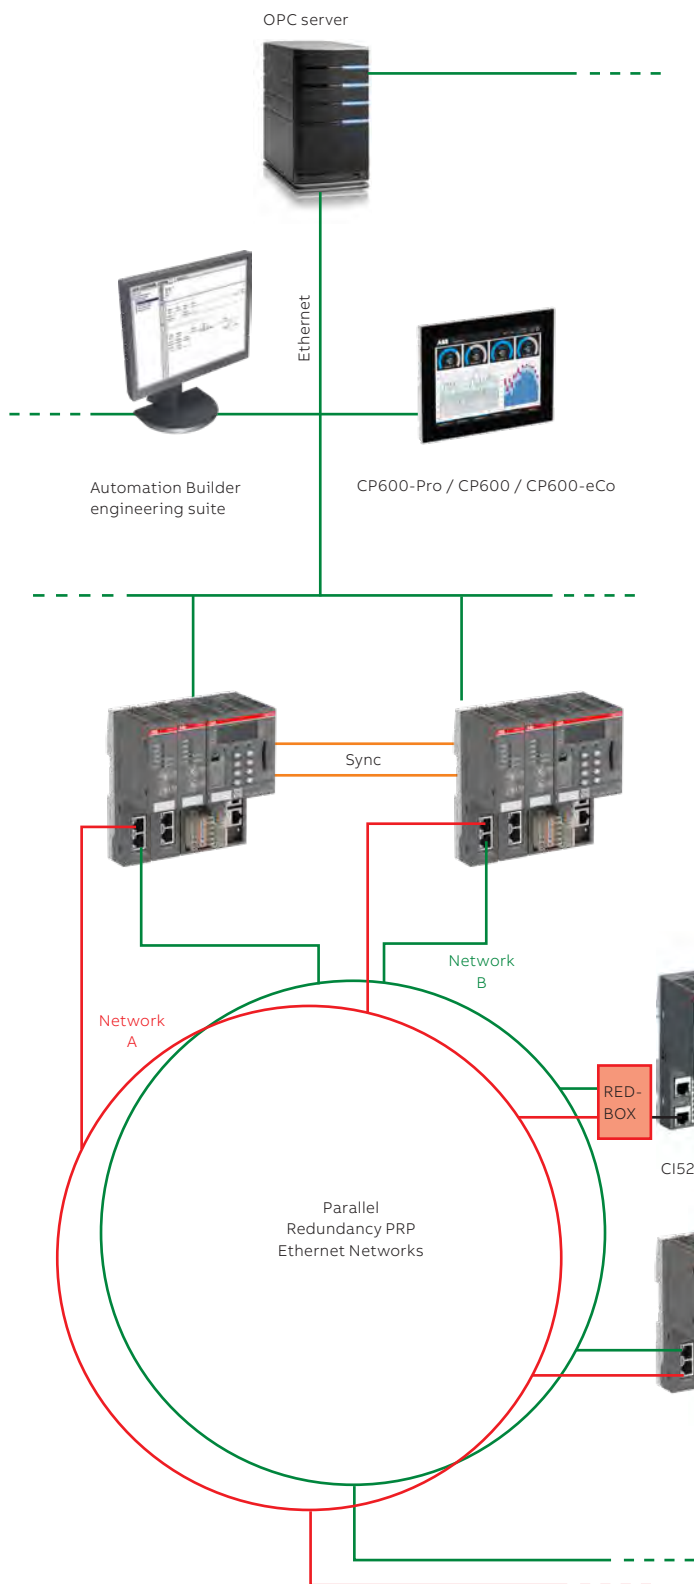 OPC server
Ethernet
Automation Builder
engineering suite
CP600-Pro / CP600 / CP600-eCo
Sync
Network
B
Network
A
RED-
BOX
CI52
Parallel
Redundancy PRP
Ethernet Networks